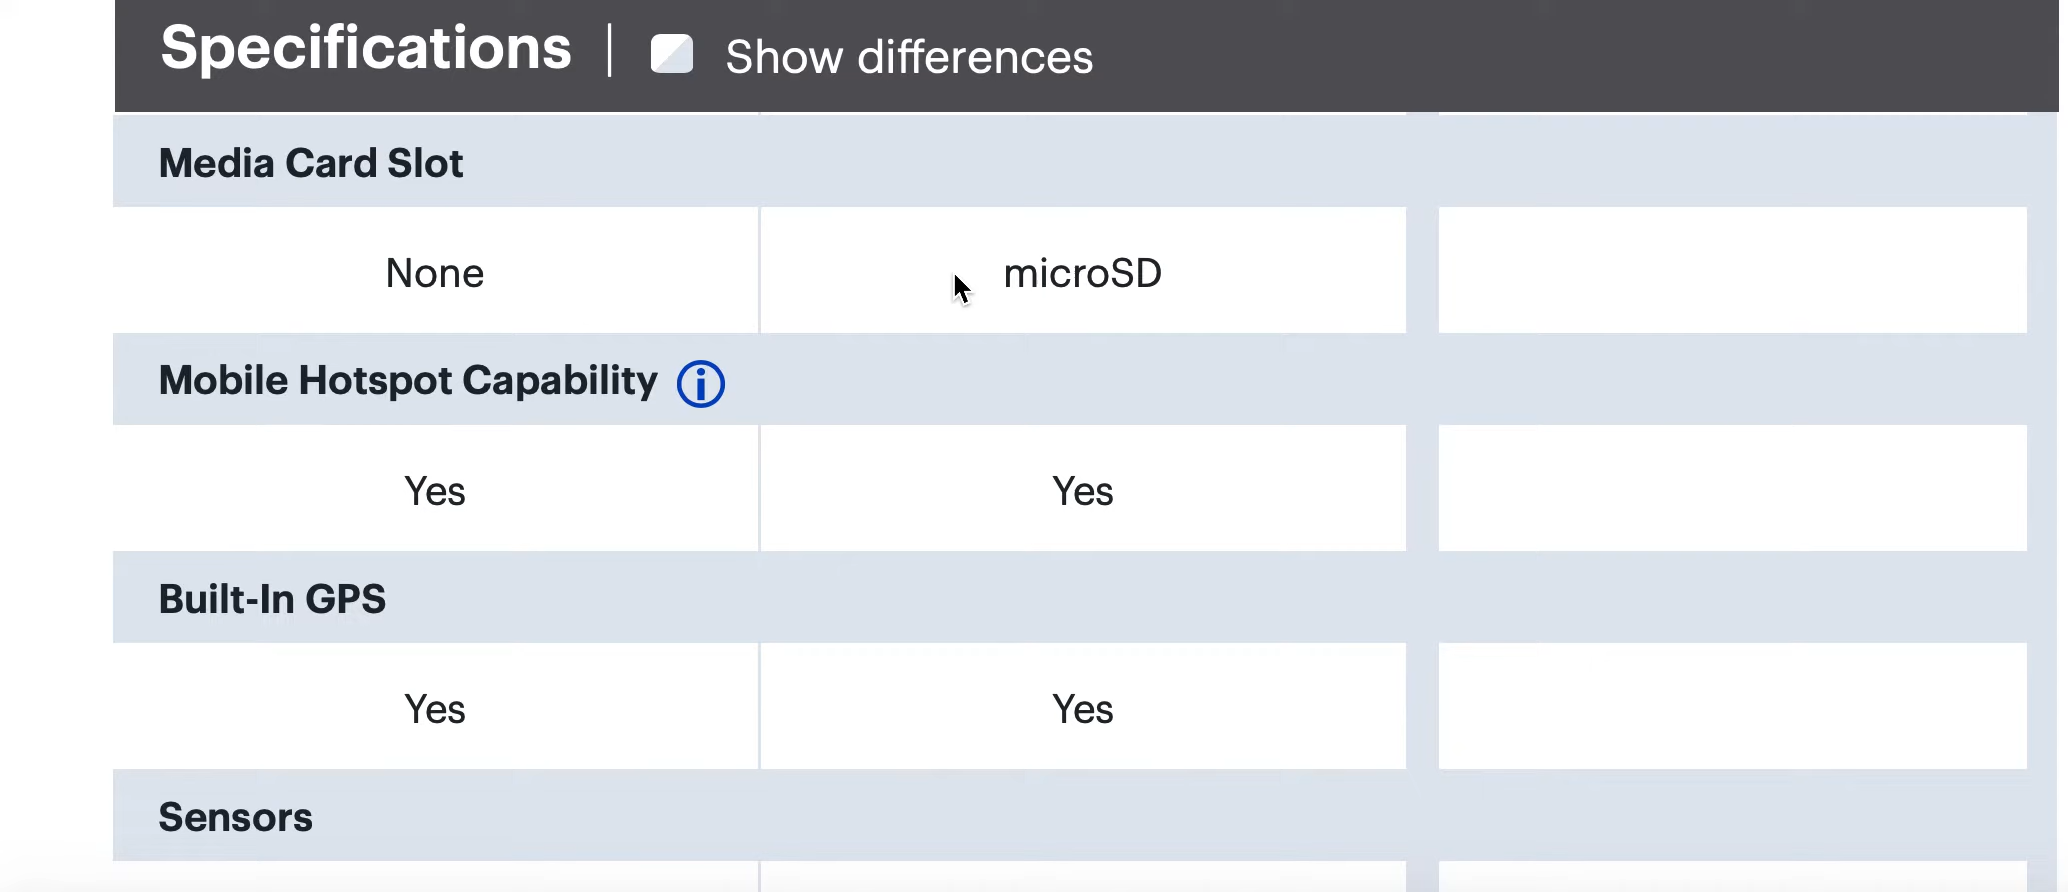 Specifications | Show differences
Media Card Slot
None microSD
Mobile Hotspot Capability
Yes Yes
Built-In GPS
Yes Yes
Sensors